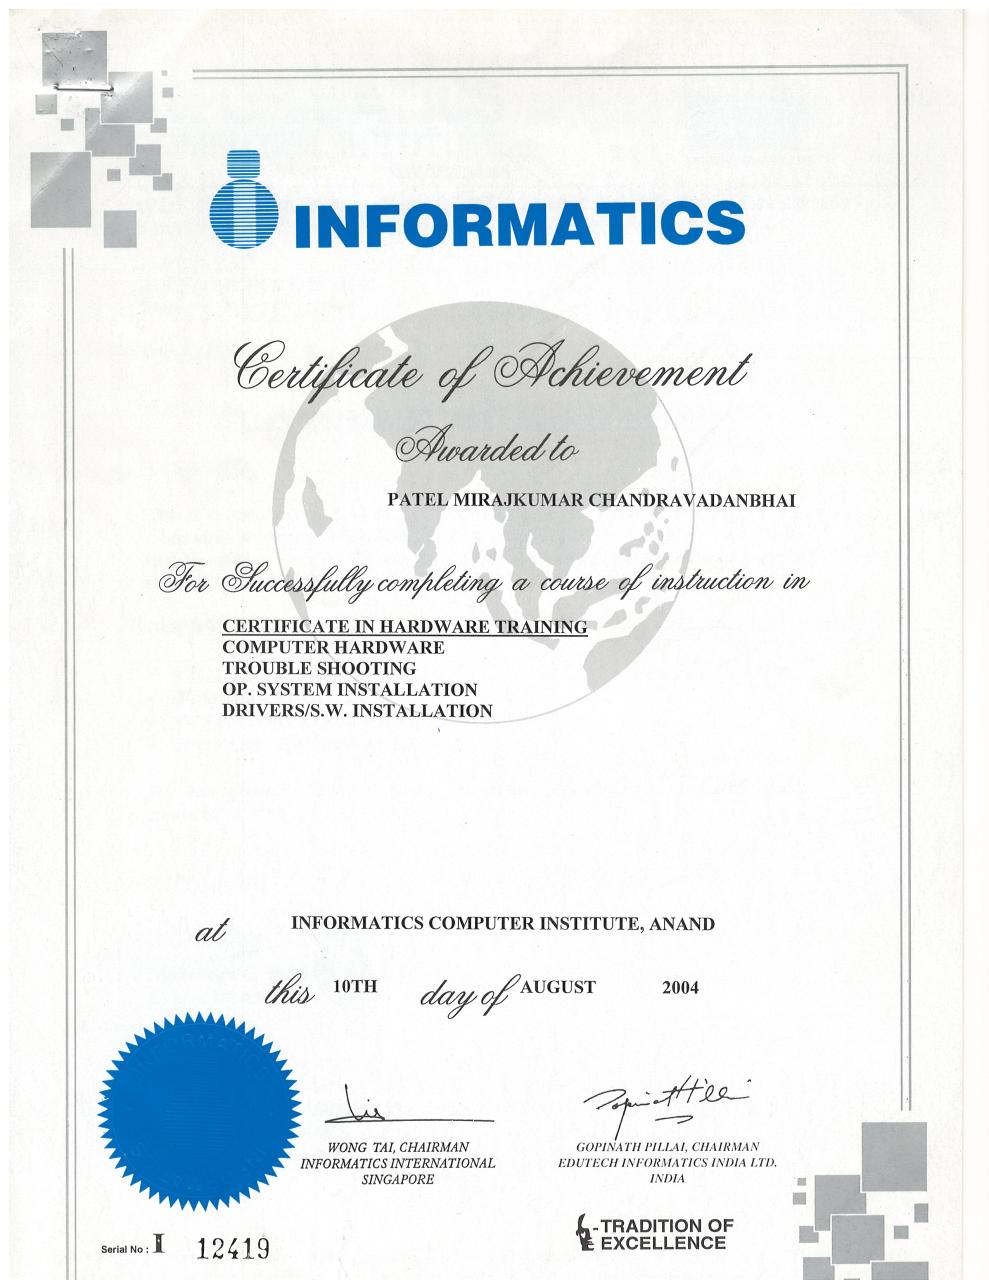 INFORMATICS
Certificate of Achievement
Awarded to
PATEL MIRAJKUMAR CHANDRAVADANBHAI
For Successfully completing a course of instruction in
CERTIFICATE IN HARDWARE TRAINING
COMPUTER HARDWARE
TROUBLE SHOOTING
OP. SYSTEM INSTALLATION
DRIVERS/S.W. INSTALLATION
at INFORMATICS COMPUTER INSTITUTE, ANAND
this 10TH day of AUGUST 2004
WONG TAI, CHAIRMAN
INFORMATICS INTERNATIONAL
SINGAPORE
GOPINATH PILLAI, CHAIRMAN
EDUTECH INFORMATICS INDIA LTD.
INDIA
Serial No : I 12419
-TRADITION OF
EXCELLENCE